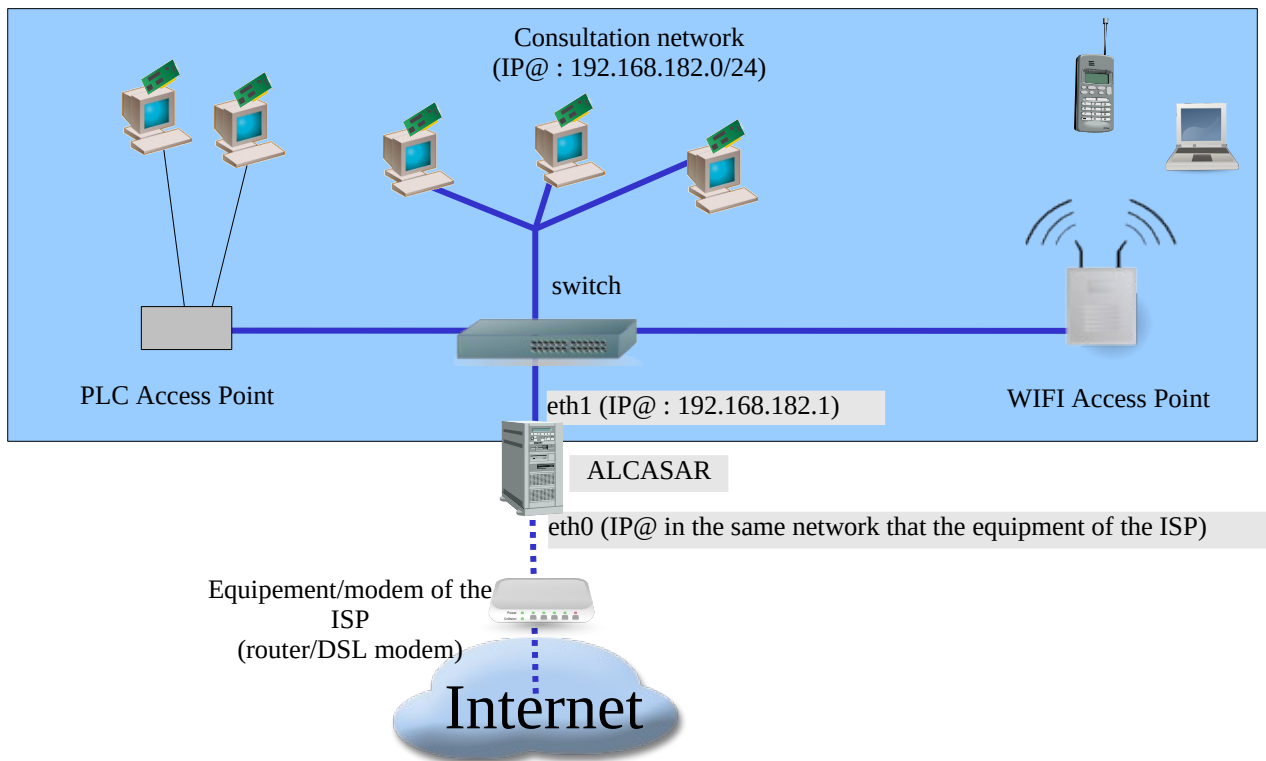 Consultation network
(IP@ : 192.168.182.0/24)
switch
PLC Access Point
WIFI Access Point
eth1 (IP@ : 192.168.182.1)
ALCASAR
eth0 (IP@ in the same network that the equipment of the ISP)
Equipement/modem of the
ISP
(router/DSL modem)
Internet